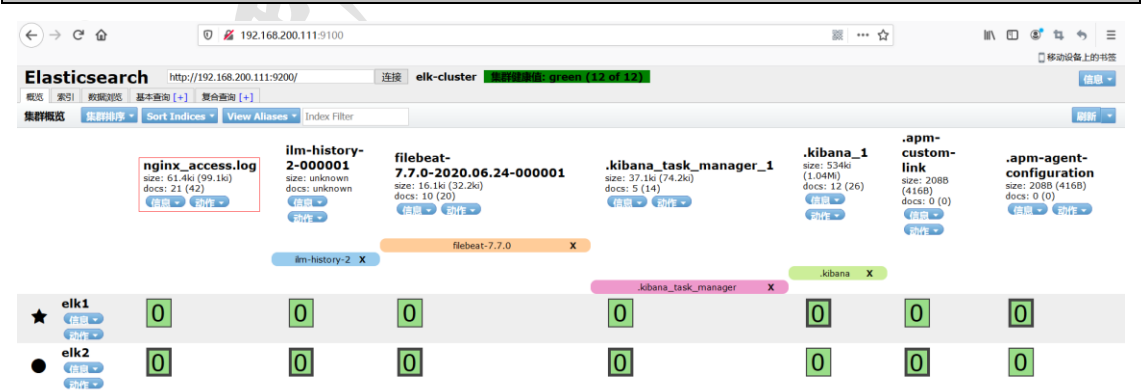 192.168.200.111:9100
移动设备上的书签
Elasticsearch http://192.168.200.111:9200/ 连接 elk-cluster 集群健康值: green (12 of 12) 信息
概览 索引 数据浏览 基本查询 [+] 复合查询 [+]
集群概览 集群排序 Sort Indices View Aliases Index Filter 刷新
nginx_access.log
size: 61.4ki (99.1ki)
docs: 21 (42)
信息 动作
ilm-history-
2-000001
size: unknown
docs: unknown
信息
动作
filebeat-
7.7.0-2020.06.24-000001
size: 16.1ki (32.2ki)
docs: 10 (20)
信息 动作
.kibana_task_manager_1
size: 37.1ki (74.2ki)
docs: 5 (14)
信息 动作
.kibana_1
size: 534ki
(1.04Mi)
docs: 12 (26)
信息
动作
.apm-
custom-
link
size: 208B
(416B)
docs: 0 (0)
信息
动作
.apm-agent-
configuration
size: 208B (416B)
docs: 0 (0)
信息 动作
filebeat-7.7.0 X
ilm-history-2 X
.kibana X
.kibana_task_manager X
elk1
信息
动作
0 0 0 0 0 0 0
elk2
信息
动作
0 0 0 0 0 0 0